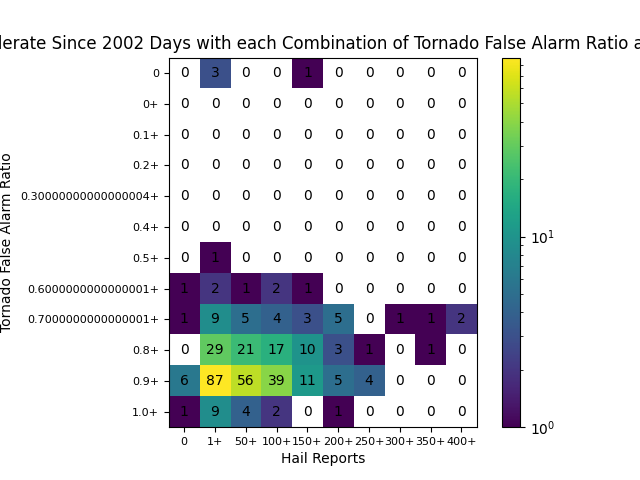 lerate Since 2002 Days with each Combination of Tornado False Alarm Ratio a
0 0 3 0 0 1 0 0 0 0 0
0+ 0 0 0 0 0 0 0 0 0 0
0.1+ 0 0 0 0 0 0 0 0 0 0
0.2+ 0 0 0 0 0 0 0 0 0 0
0.30000000000000004+ 0 0 0 0 0 0 0 0 0 0
0.4+ 0 0 0 0 0 0 0 0 0 0
0.5+ 0 1 0 0 0 0 0 0 0 0
0.6000000000000001+ 1 2 1 2 1 0 0 0 0 0
0.7000000000000001+ 1 9 5 4 3 5 0 1 1 2
0.8+ 0 29 21 17 10 3 1 0 1 0
0.9+ 6 87 56 39 11 5 4 0 0 0
1.0+ 1 9 4 2 0 1 0 0 0 0
0 1+ 50+ 100+ 150+ 200+ 250+ 300+ 350+ 400+
Hail Reports
Tornado False Alarm Ratio
10¹
10⁰